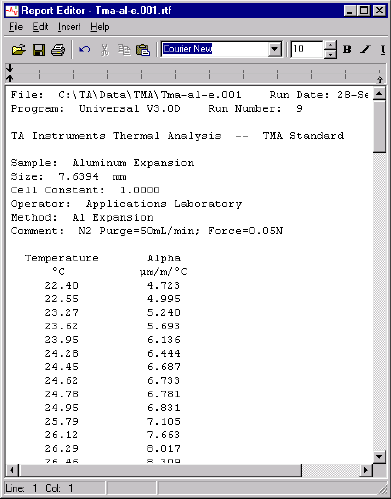 Report Editor - Tma-al-e.001.rtf
File Edit Insert Help
Courier New 10 B I
File: C:\TA\Data\TMA\Tma-al-e.001 Run Date: 28-Se
Program: Universal V3.0D Run Number: 9
TA Instruments Thermal Analysis -- TMA Standard
Sample: Aluminum Expansion
Size: 7.6394 mm
Cell Constant: 1.0000
Operator: Applications Laboratory
Method: Al Expansion
Comment: N2 Purge=50mL/min; Force=0.05N
Temperature Alpha
°C µm/m/°C
22.40 4.723
22.55 4.995
23.27 5.240
23.62 5.693
23.95 6.136
24.28 6.444
24.45 6.687
24.62 6.733
24.78 6.781
24.95 6.831
25.79 7.105
26.12 7.663
26.29 8.017
26.46 8.309
Line: 1 Col: 1